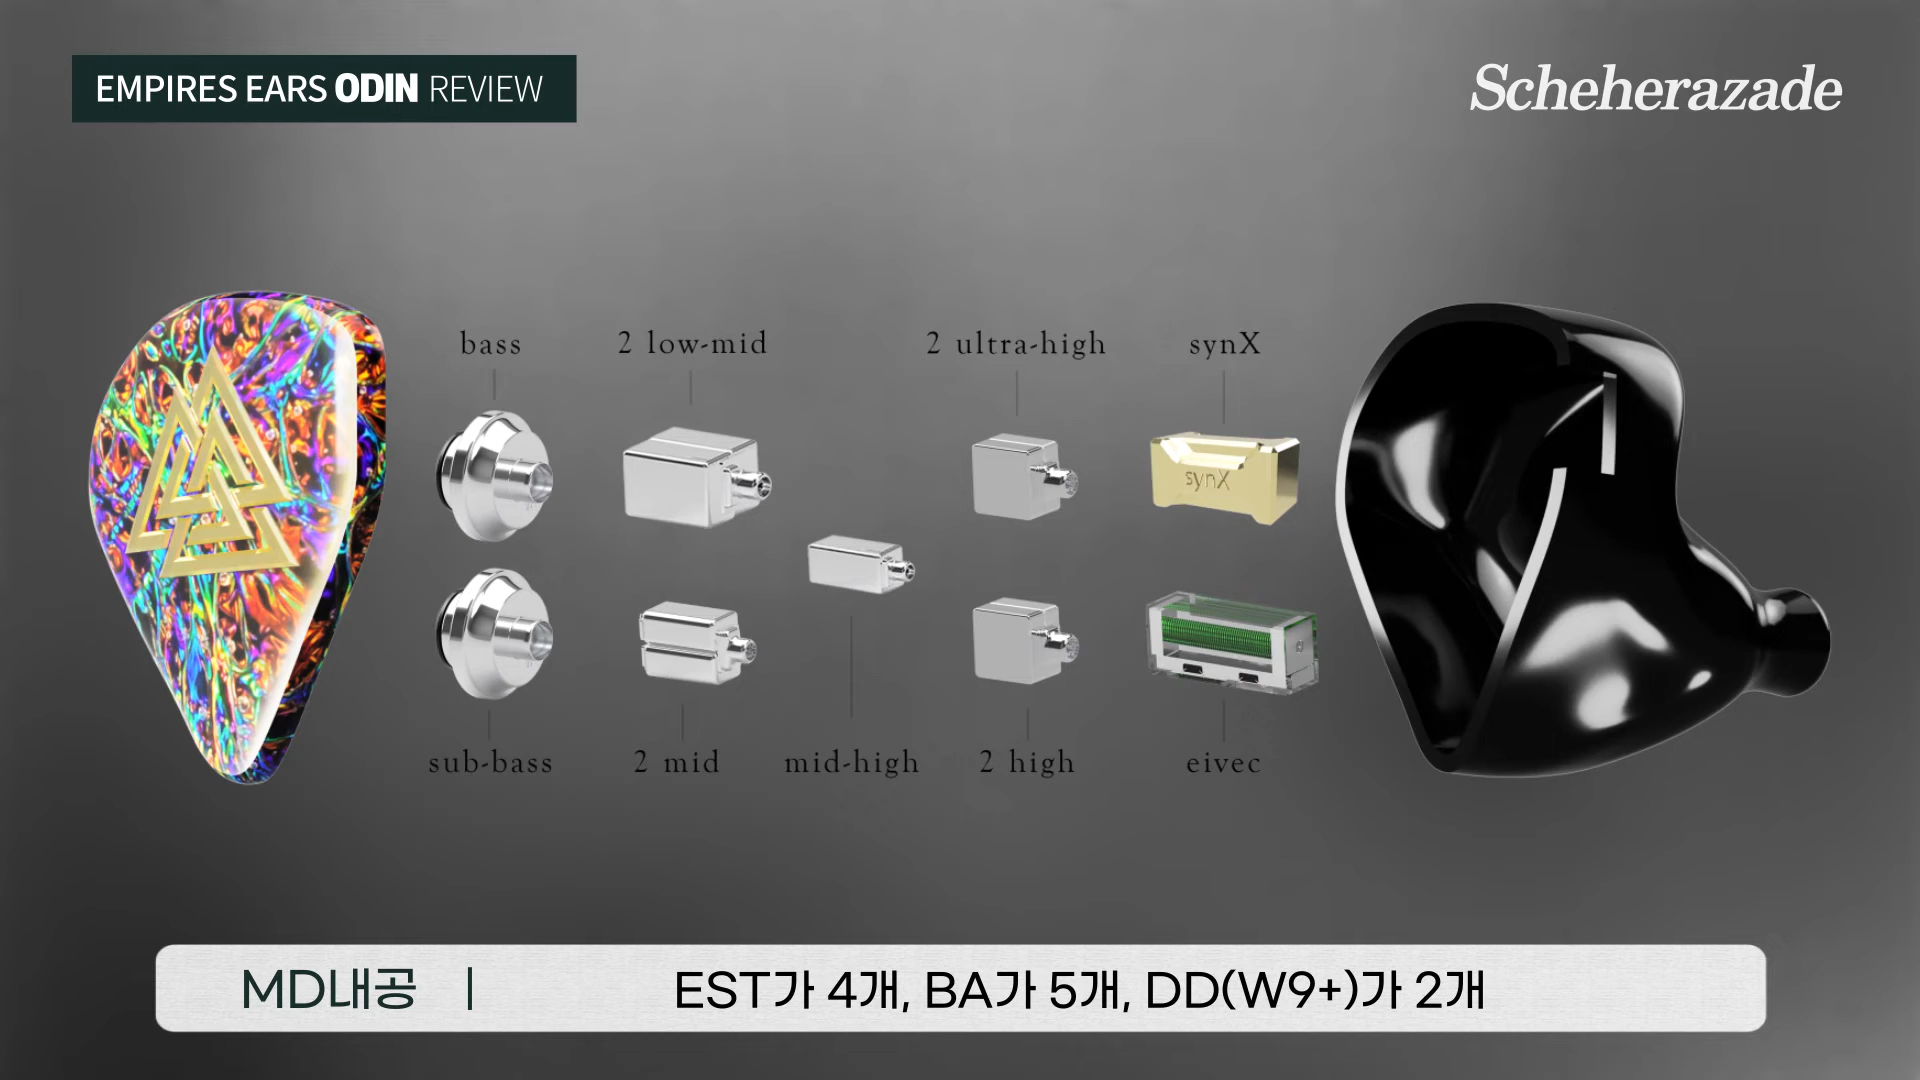 EMPIRES EARS ODIN REVIEW
Scheherazade
bass
2 low-mid
2 ultra-high
synX
synX
sub-bass
2 mid
mid-high
2 high
eivec
MD내공 | EST가 4개, BA가 5개, DD(W9+)가 2개